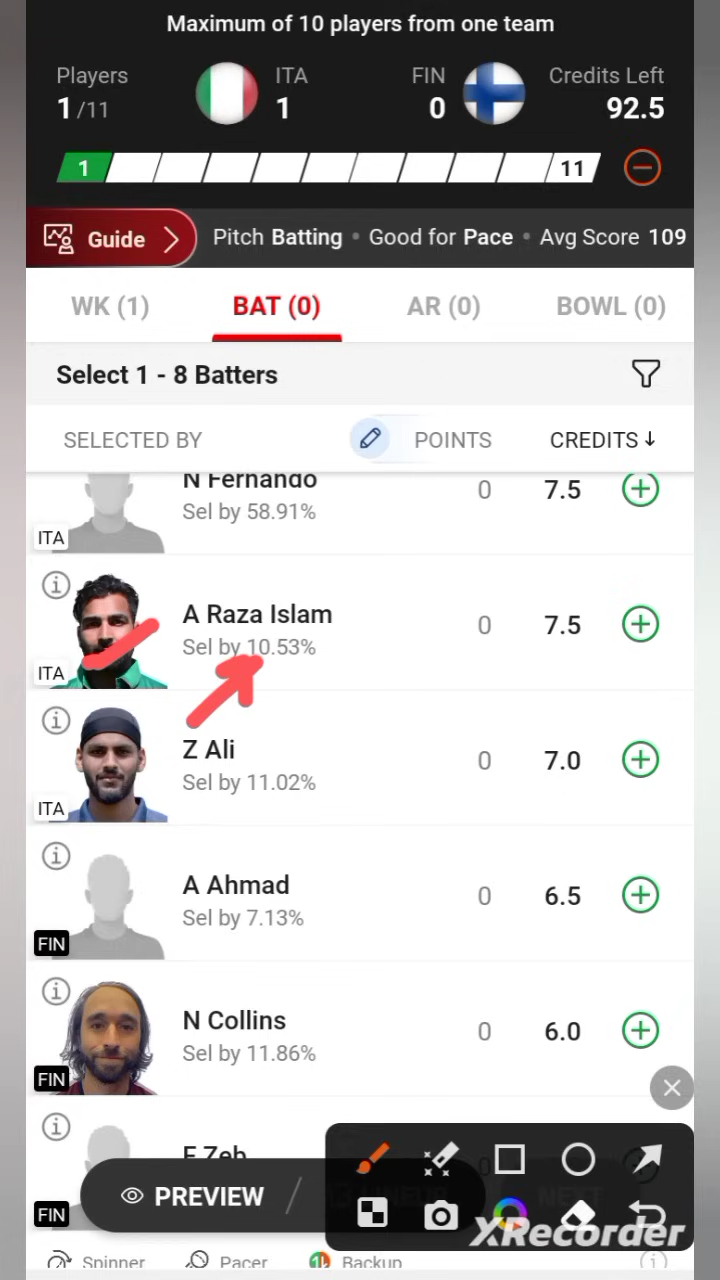 Maximum of 10 players from one team
Players ITA FIN Credits Left
1/11 1 0 92.5
1 11
Guide Pitch Batting • Good for Pace • Avg Score 109
WK (1) BAT (0) AR (0) BOWL (0)
Select 1 - 8 Batters
SELECTED BY POINTS CREDITS↓
N Fernando 0 7.5
Sel by 58.91%
ITA
A Raza Islam 0 7.5
Sel by 10.53%
ITA
Z Ali 0 7.0
Sel by 11.02%
ITA
A Ahmad 0 6.5
Sel by 7.13%
FIN
N Collins 0 6.0
Sel by 11.86%
FIN
F Zeb
PREVIEW
FIN
XRecorder
Spinner Pacer Backup